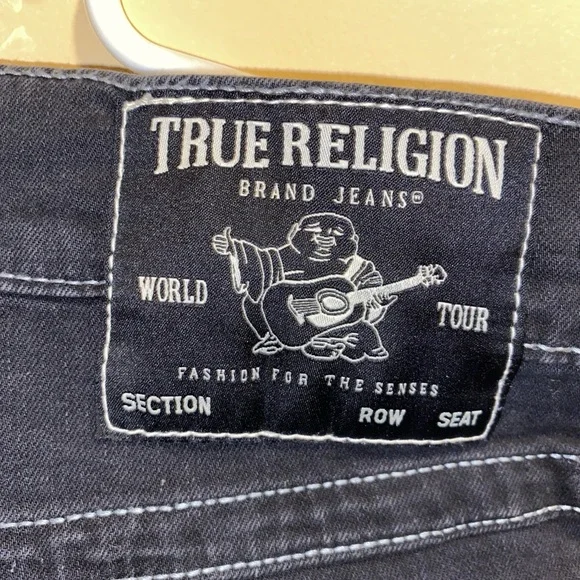 TRUE RELIGION
BRAND JEANS®
WORLD TOUR
FASHION FOR THE SENSES
SECTION ROW SEAT